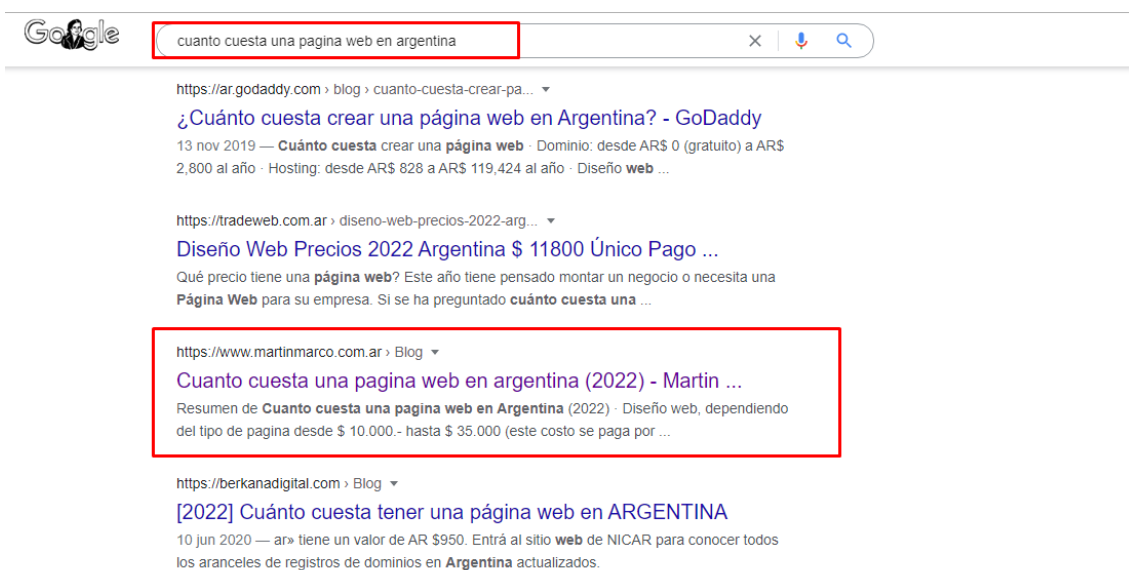 Google
cuanto cuesta una pagina web en argentina
https://ar.godaddy.com › blog › cuanto-cuesta-crear-pa...
¿Cuánto cuesta crear una página web en Argentina? - GoDaddy
13 nov 2019 — Cuánto cuesta crear una página web · Dominio: desde AR$ 0 (gratuito) a AR$
2,800 al año · Hosting: desde AR$ 828 a AR$ 119,424 al año · Diseño web ...
https://tradeweb.com.ar › diseno-web-precios-2022-arg...
Diseño Web Precios 2022 Argentina $ 11800 Único Pago ...
Qué precio tiene una página web? Este año tiene pensado montar un negocio o necesita una
Página Web para su empresa. Si se ha preguntado cuánto cuesta una ...
https://www.martinmarco.com.ar › Blog
Cuanto cuesta una pagina web en argentina (2022) - Martin ...
Resumen de Cuanto cuesta una pagina web en Argentina (2022) · Diseño web, dependiendo
del tipo de pagina desde $ 10.000.- hasta $ 35.000 (este costo se paga por ...
https://berkanadigital.com › Blog
[2022] Cuánto cuesta tener una página web en ARGENTINA
10 jun 2020 — ar» tiene un valor de AR $950. Entrá al sitio web de NICAR para conocer todos
los aranceles de registros de dominios en Argentina actualizados.